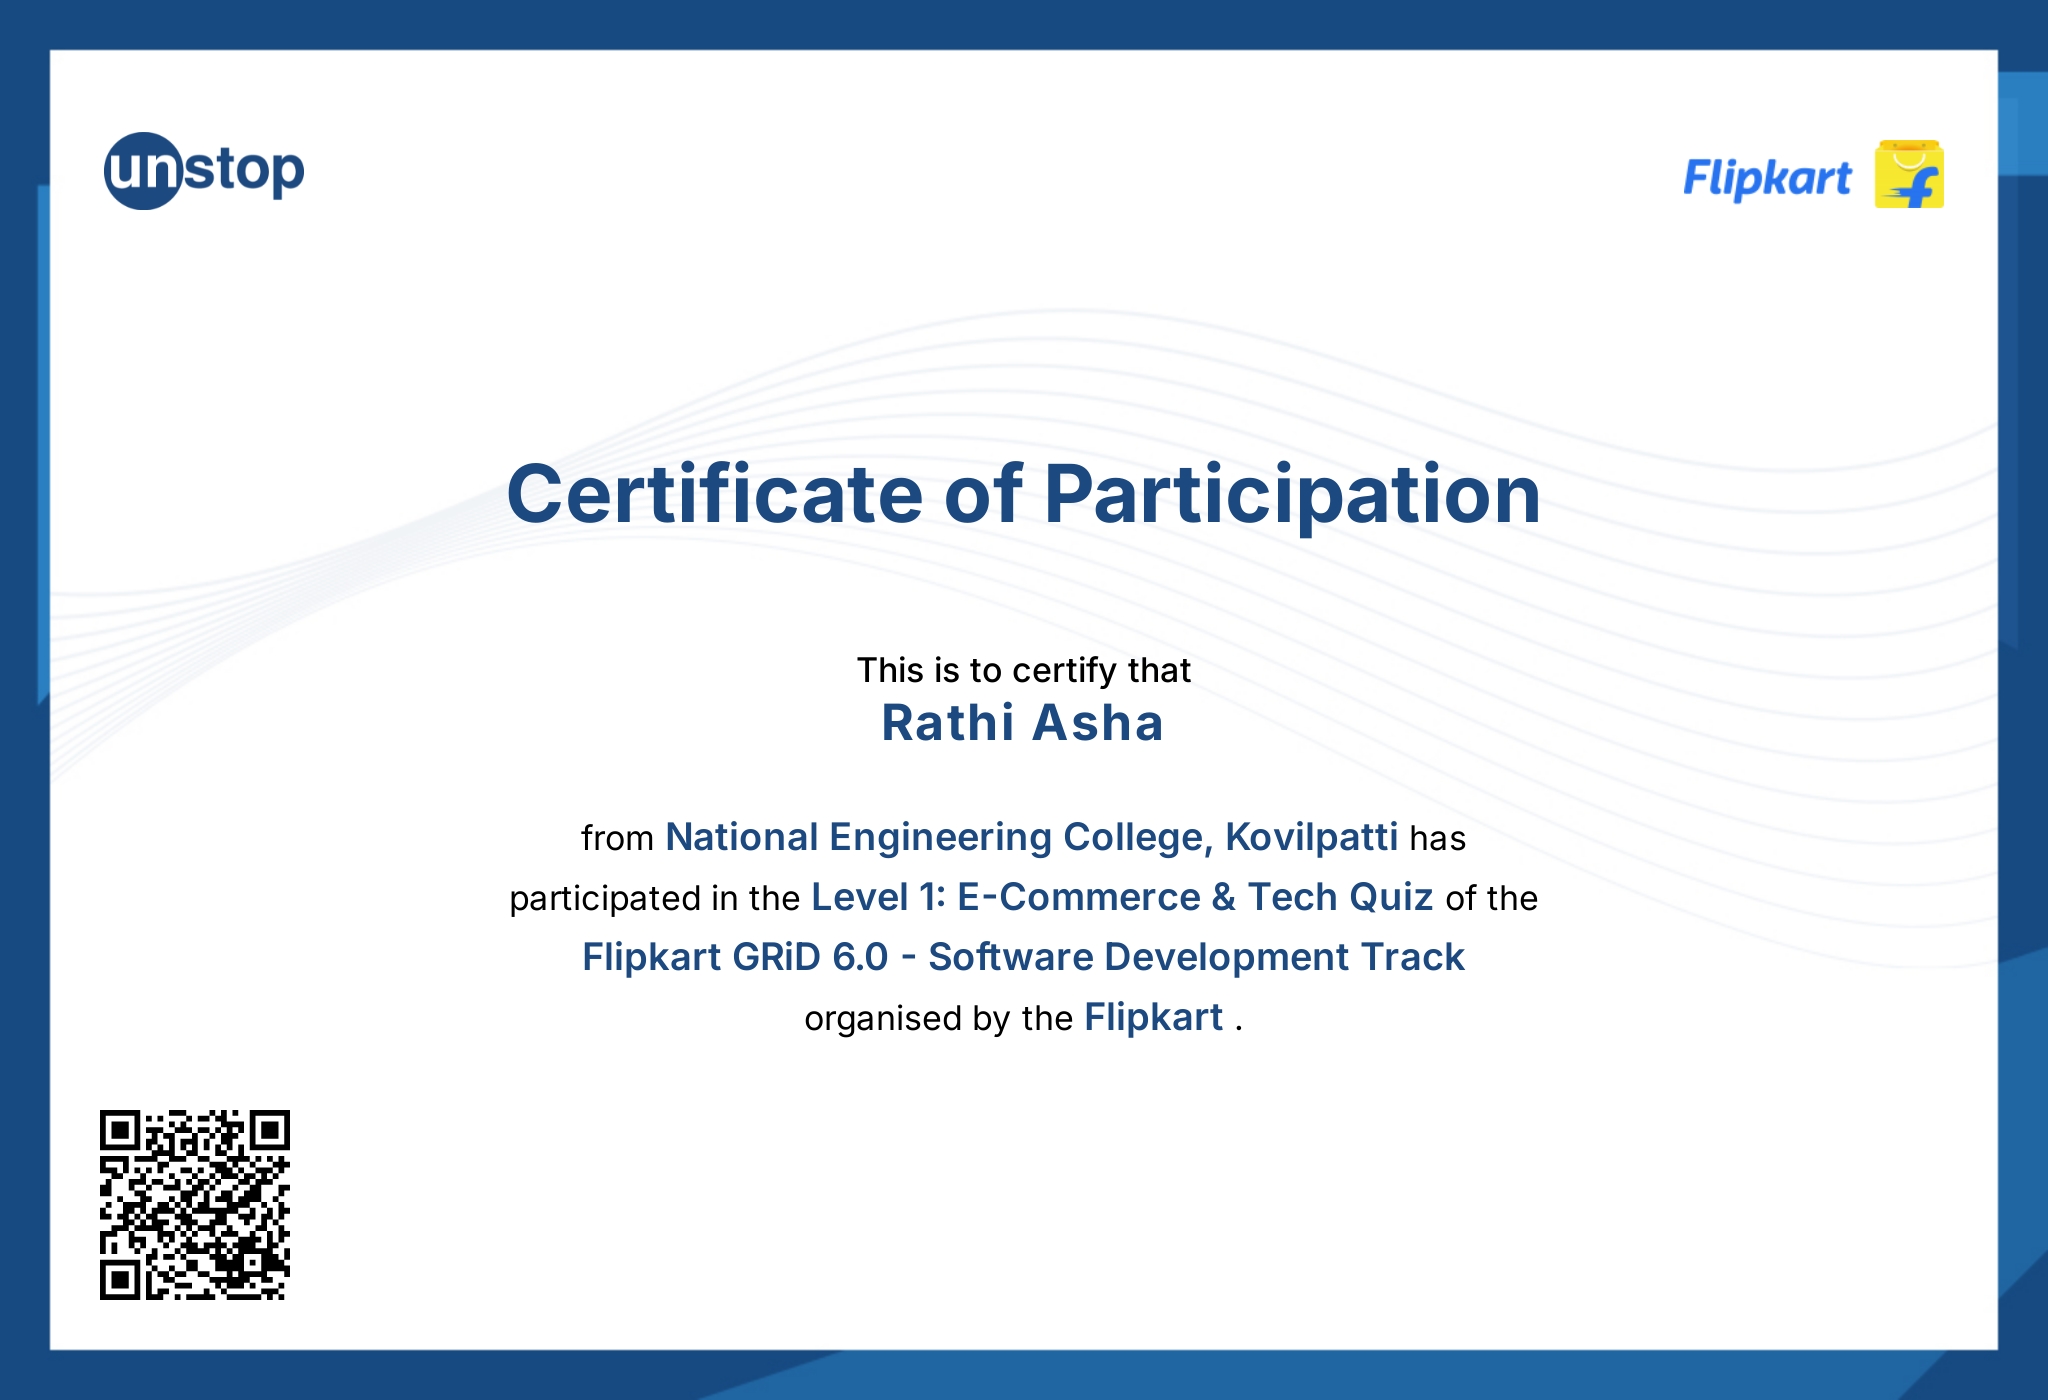 unstop
Flipkart
Certificate of Participation
This is to certify that
Rathi Asha
from National Engineering College, Kovilpatti has
participated in the Level 1: E-Commerce & Tech Quiz of the
Flipkart GRiD 6.0 - Software Development Track
organised by the Flipkart .